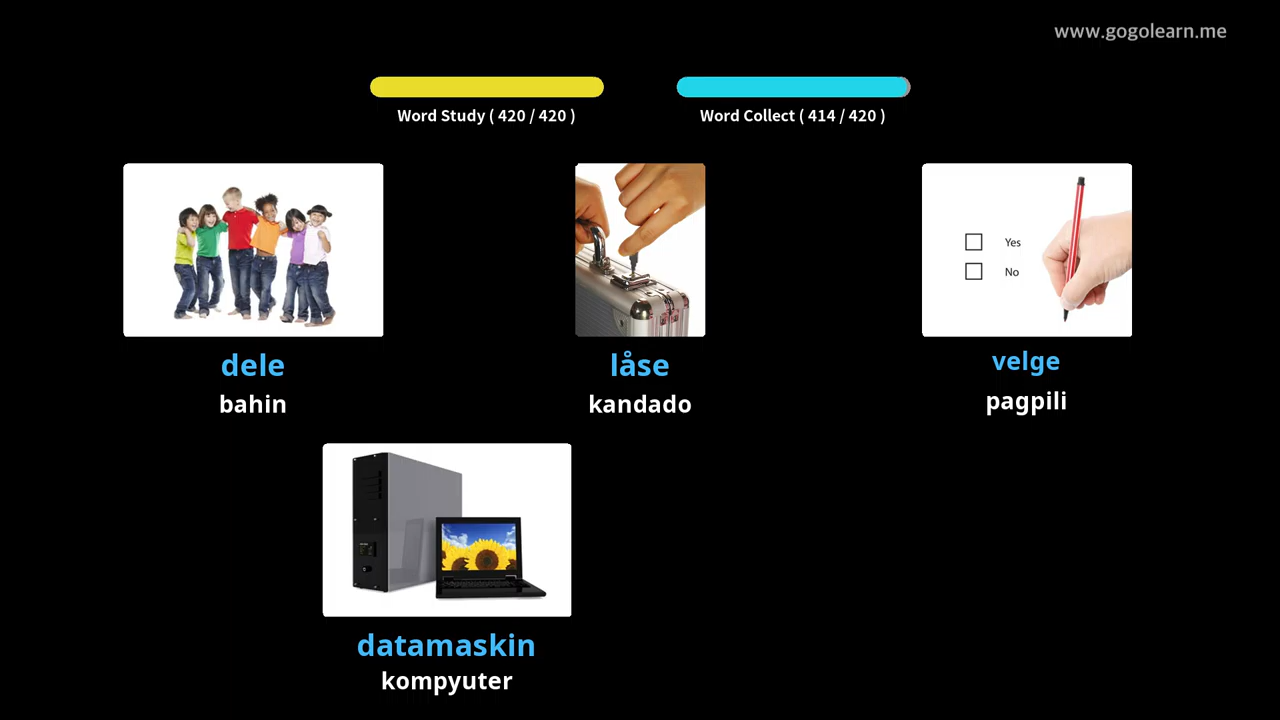 www.gogolearn.me
Word Study ( 420 / 420 )
Word Collect ( 414 / 420 )
Yes
No
dele
bahin
låse
kandado
velge
pagpili
datamaskin
kompyuter